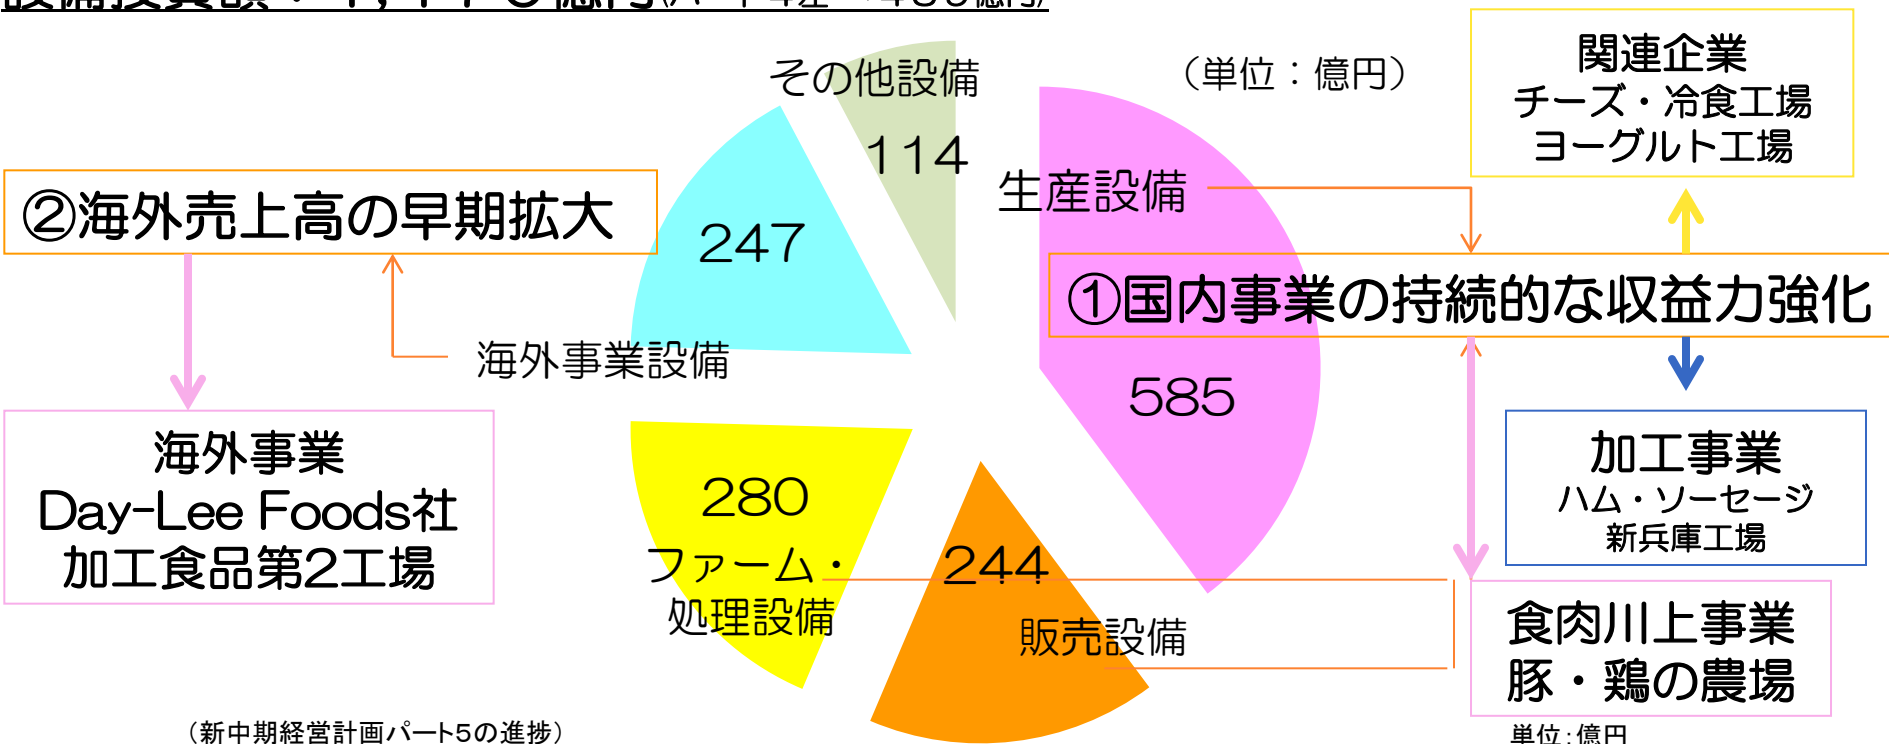 その他設備
114
（単位：億円）
関連企業
チーズ・冷食工場
ヨーグルト工場
生産設備
②海外売上高の早期拡大
247
①国内事業の持続的な収益力強化
海外事業設備
585
海外事業
Day-Lee Foods社
加工食品第2工場
加工事業
ハム・ソーセージ
新兵庫工場
280
ファーム・
処理設備
244
販売設備
食肉川上事業
豚・鶏の農場
（新中期経営計画パート5の進捗）
単位：億円